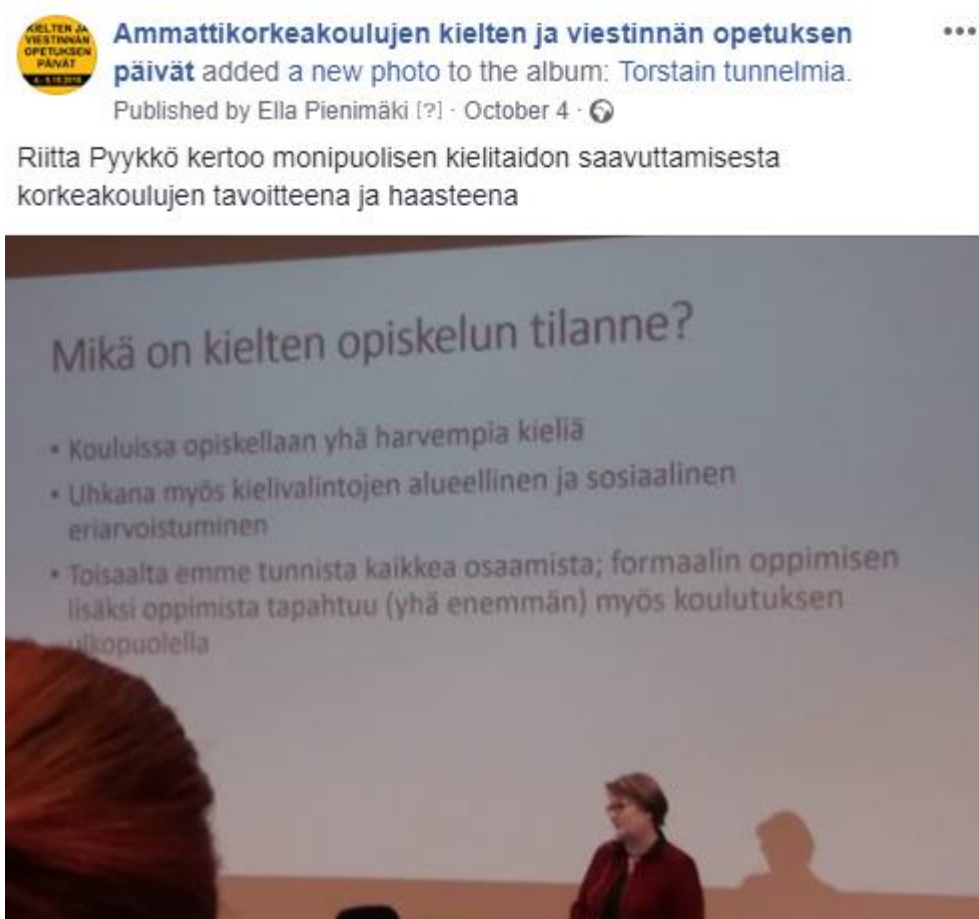 KIELTEN JA
VIESTINNÄN
OPETUKSEN
PÄIVÄT
Ammattikorkeakoulujen kielten ja viestinnän opetuksen
päivät added a new photo to the album: Torstain tunnelmia.
Published by Ella Pienimäki [?] · October 4 ·
Riitta Pyykkö kertoo monipuolisen kielitaidon saavuttamisesta
korkeakoulujen tavoitteena ja haasteena
Mikä on kielten opiskelun tilanne?
• Kouluissa opiskellaan yhä harvempia kieliä
• Uhkana myös kielivalintojen alueellinen ja sosiaalinen
eriarvoistuminen
• Toisaalta emme tunnista kaikkea osaamista; formaalin oppimisen
lisäksi oppimista tapahtuu (yhä enemmän) myös koulutuksen
ulkopuolella